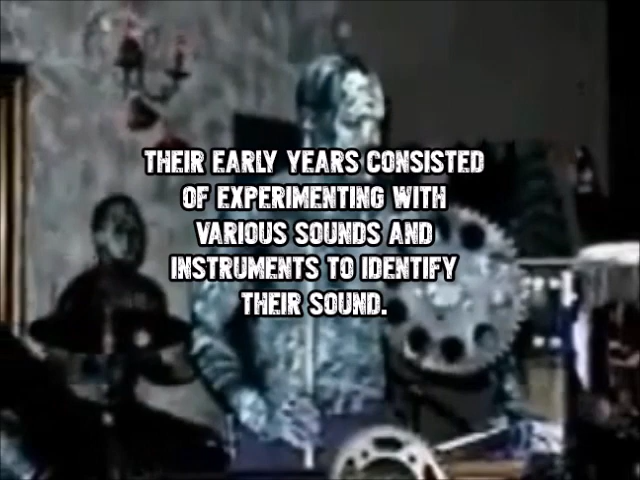 THEIR EARLY YEARS CONSISTED
OF EXPERIMENTING WITH
VARIOUS SOUNDS AND
INSTRUMENTS TO IDENTIFY
THEIR SOUND.